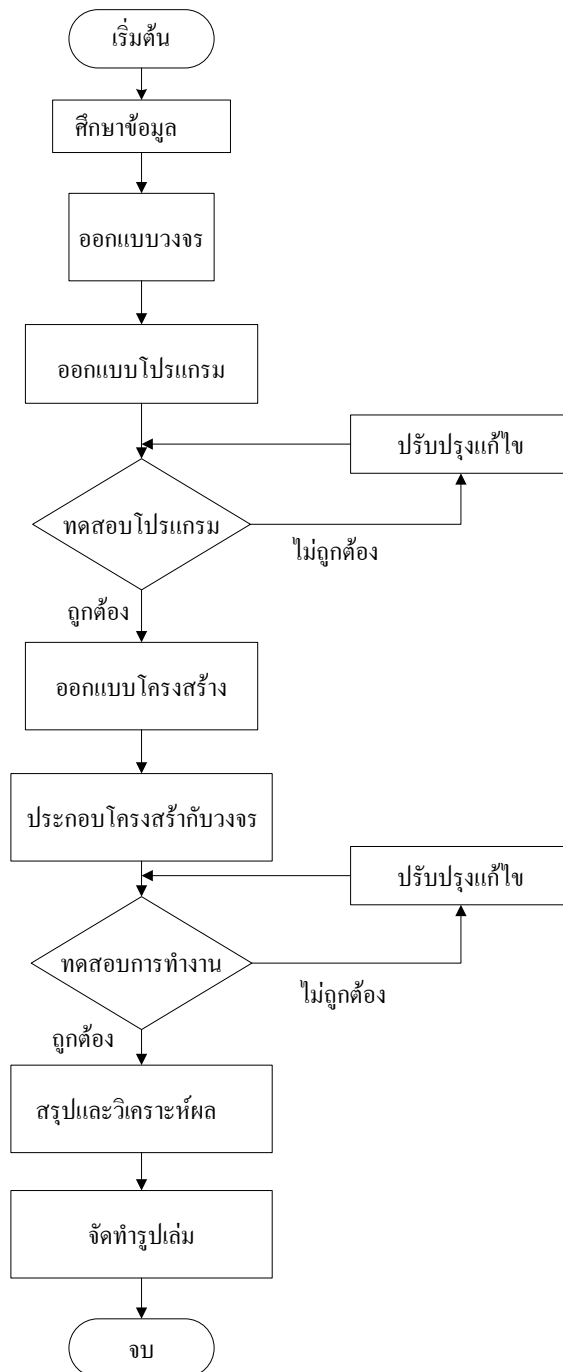 เริ่มต้น
ศึกษาข้อมูล
ออกแบบวงจร
ออกแบบโปรแกรม
ปรับปรุงแก้ไข
ทดสอบโปรแกรม
ไม่ถูกต้อง
ถูกต้อง
ออกแบบโครงสร้าง
ประกอบโครงสร้ากับวงจร
ปรับปรุงแก้ไข
ทดสอบการทำงาน
ไม่ถูกต้อง
ถูกต้อง
สรุปและวิเคราะห์ผล
จัดทำรูปเล่ม
จบ